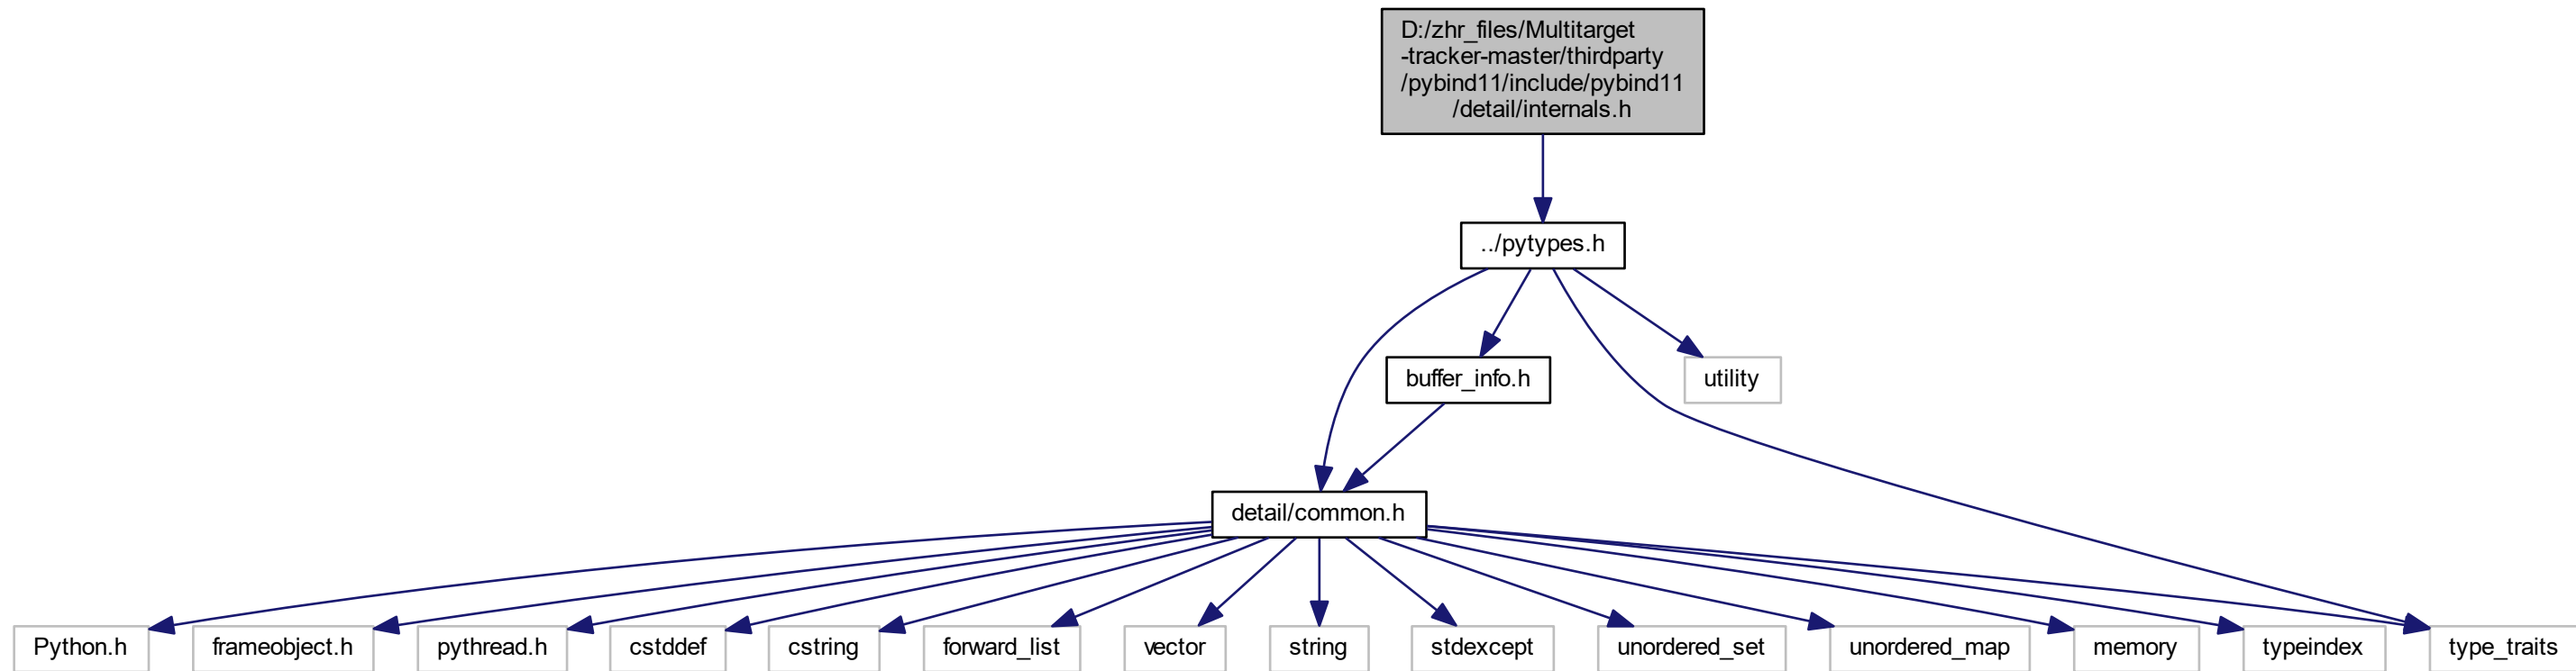 D:/zhr_files/Multitarget
-tracker-master/thirdparty
/pybind11/include/pybind11
/detail/internals.h
../pytypes.h
buffer_info.h
utility
detail/common.h
Python.h
frameobject.h
pythread.h
cstddef
cstring
forward_list
vector
string
stdexcept
unordered_set
unordered_map
memory
typeindex
type_traits